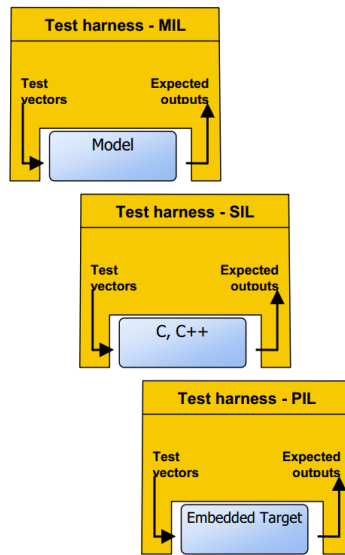 Test harness - MIL
Test Expected
vectors outputs
Model
Test harness - SIL
Test Expected
vectors outputs
C, C++
Test harness - PIL
Test Expected
vectors outputs
Embedded Target